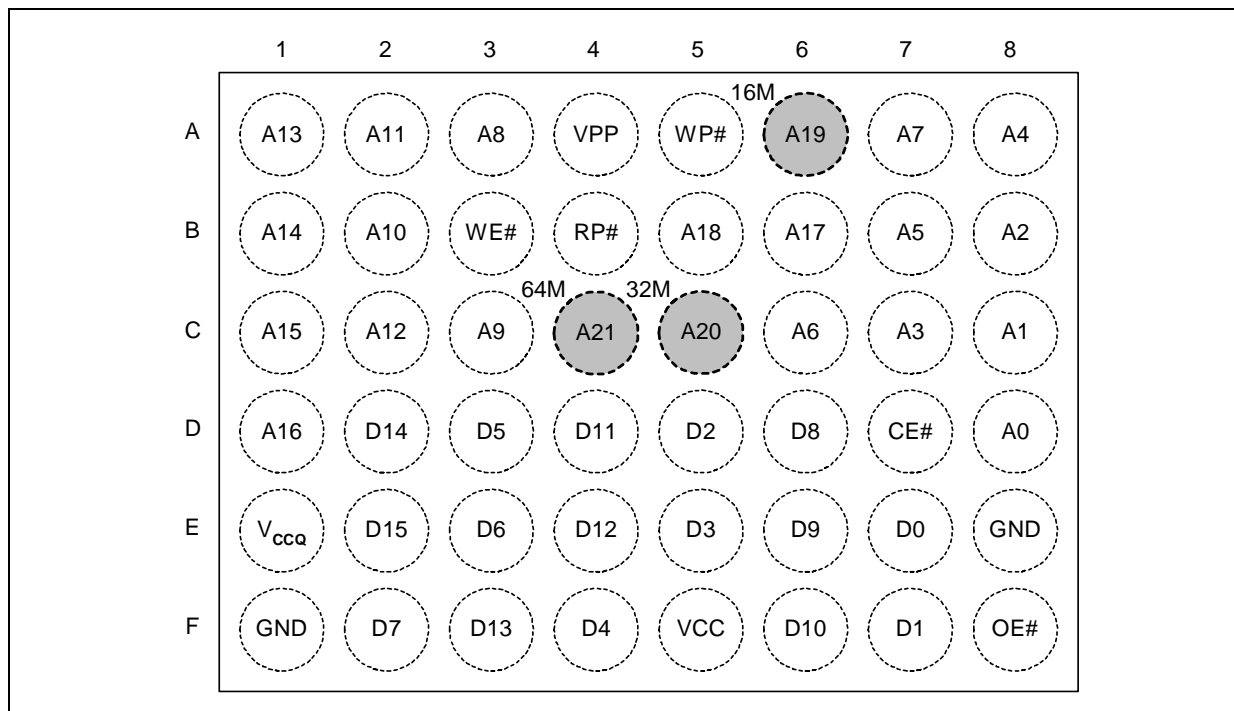 1 2 3 4 5 6 7 8
16M
A A13 A11 A8 VPP WP# A19 A7 A4
B A14 A10 WE# RP# A18 A17 A5 A2
64M 32M
C A15 A12 A9 A21 A20 A6 A3 A1
D A16 D14 D5 D11 D2 D8 CE# A0
E VCCQ D15 D6 D12 D3 D9 D0 GND
F GND D7 D13 D4 VCC D10 D1 OE#